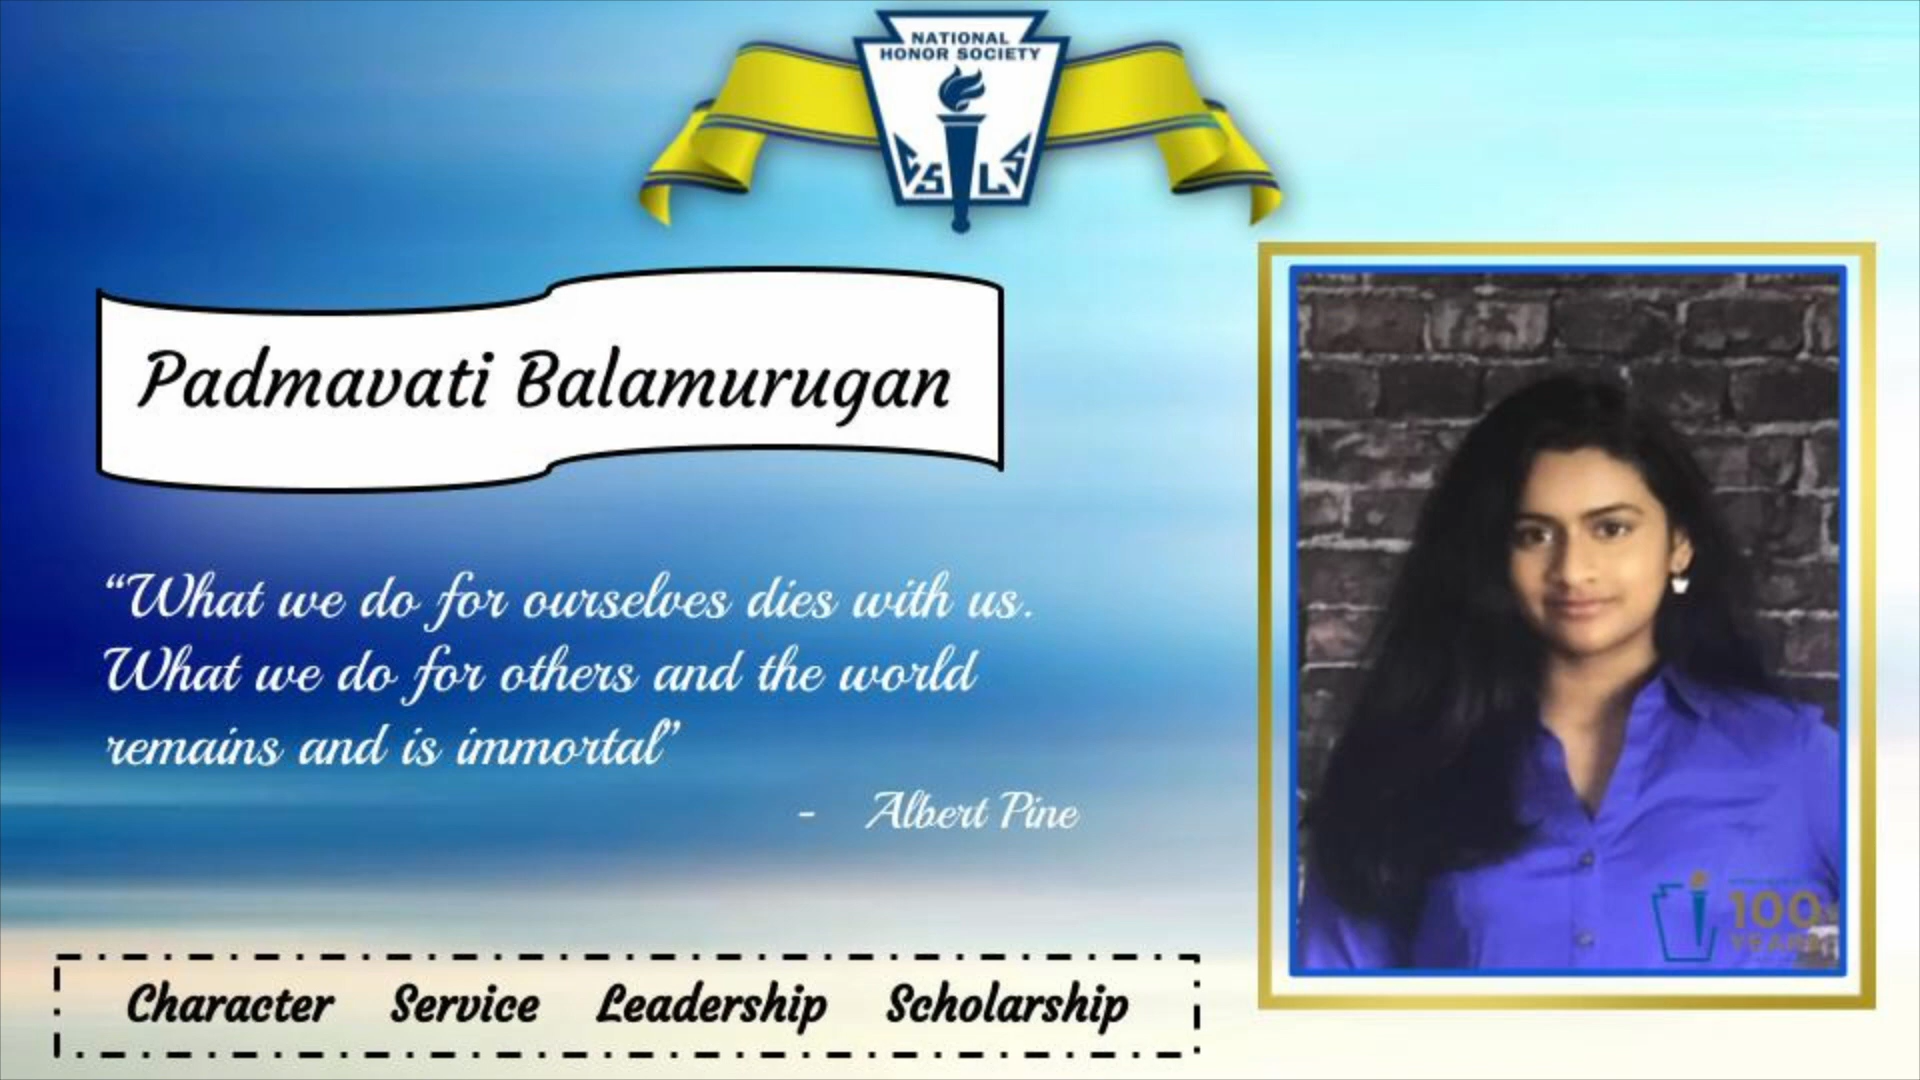 NATIONAL
HONOR SOCIETY
C S L S
Padmavati Balamurugan
“What we do for ourselves dies with us.
What we do for others and the world
remains and is immortal”
- Albert Pine
100
YEARS
Character Service Leadership Scholarship